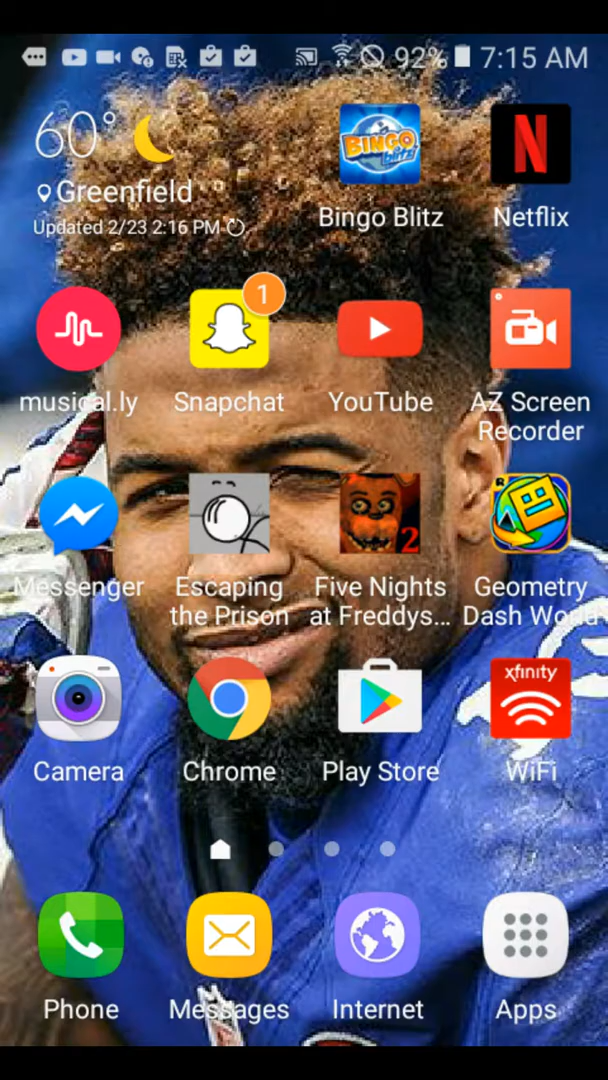 92% 7:15 AM
60°
Greenfield
Updated 2/23 2:16 PM
BINGO
Blitz
N
Bingo Blitz
Netflix
1
musical.ly
Snapchat
YouTube
AZ Screen
Recorder
2
R
Messenger
Escaping
the Prison
Five Nights
at Freddys...
Geometry
Dash World
xfinity
Camera
Chrome
Play Store
WiFi
Phone
Messages
Internet
Apps